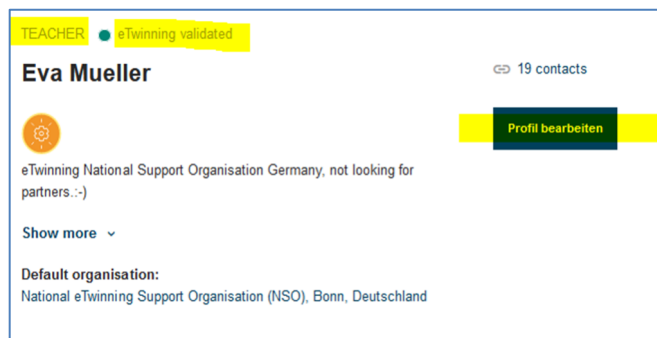 TEACHER eTwinning validated
Eva Mueller
19 contacts
Profil bearbeiten
eTwinning National Support Organisation Germany, not looking for
partners.:-)
Show more
Default organisation:
National eTwinning Support Organisation (NSO), Bonn, Deutschland